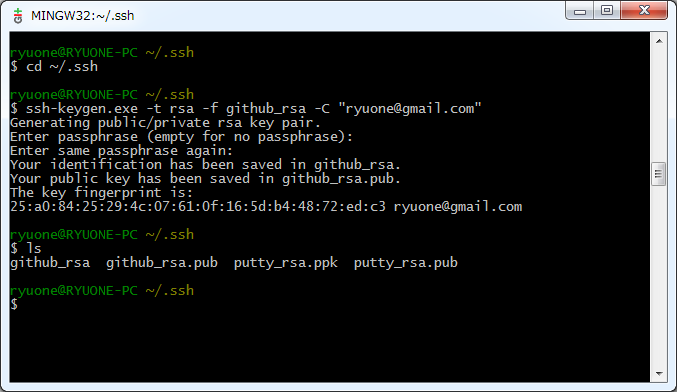 MINGW32:~/.ssh
ryuone@RYUONE-PC ~/.ssh
$ cd ~/.ssh
ryuone@RYUONE-PC ~/.ssh
$ ssh-keygen.exe -t rsa -f github_rsa -C "ryuone@gmail.com"
Generating public/private rsa key pair.
Enter passphrase (empty for no passphrase):
Enter same passphrase again:
Your identification has been saved in github_rsa.
Your public key has been saved in github_rsa.pub.
The key fingerprint is:
25:a0:84:25:29:4c:07:61:0f:16:5d:b4:48:72:ed:c3 ryuone@gmail.com
ryuone@RYUONE-PC ~/.ssh
$ ls
github_rsa  github_rsa.pub  putty_rsa.ppk  putty_rsa.pub
ryuone@RYUONE-PC ~/.ssh
$